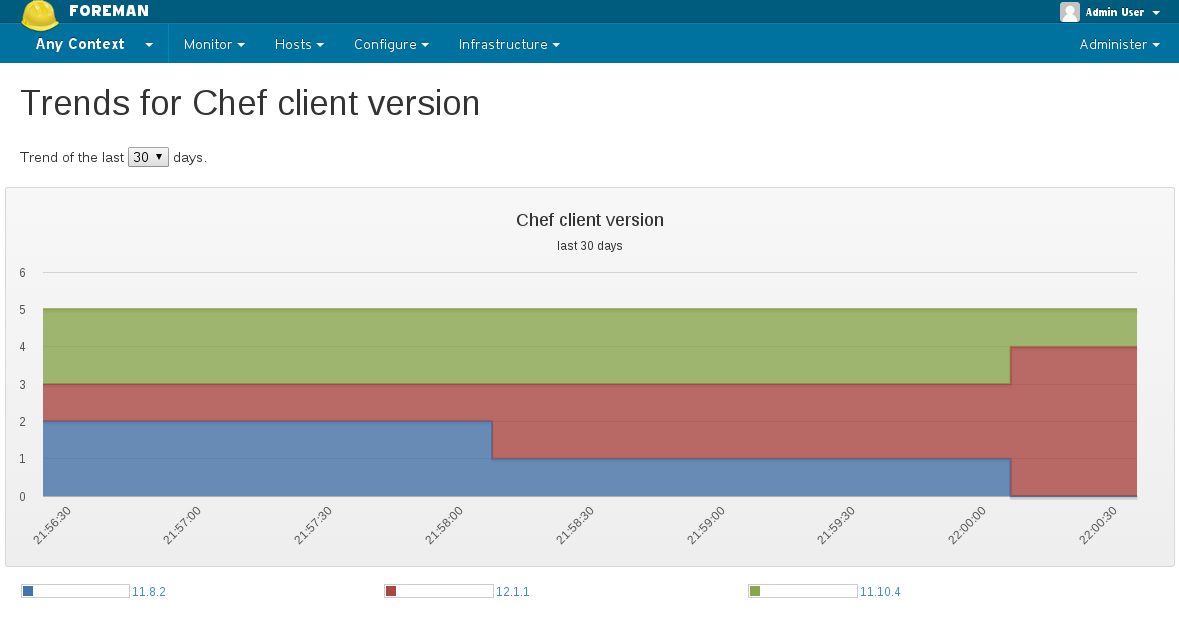 FOREMAN
Admin User
Any Context Monitor Hosts Configure Infrastructure Administer
Trends for Chef client version
Trend of the last 30 days.
Chef client version
last 30 days
6
5
4
3
2
1
0
21:56:30 21:57:00 21:57:30 21:58:00 21:58:30 21:59:00 21:59:30 22:00:00 22:00:30
11.8.2 12.1.1 11.10.4